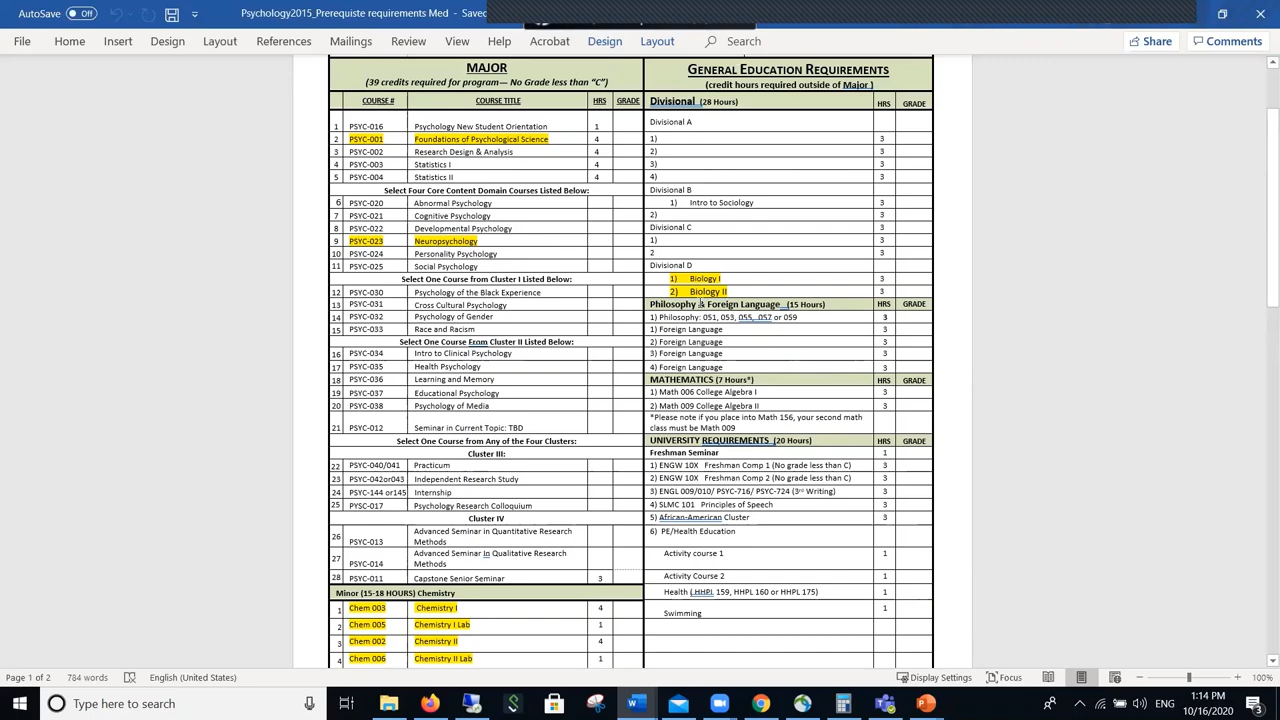 AutoSave Off Psychology2015_Prerequiste requirements Med - Saved
File Home Insert Draw Design Layout References Mailings Review View Help Acrobat Design Layout Search Share Comments
MAJOR
(39 credits required for program— No Grade less than “C”)
COURSE # COURSE TITLE HRS GRADE
1 PSYC-016 Psychology New Student Orientation 1
2 PSYC-001 Foundations of Psychological Science 4
3 PSYC-002 Research Design & Analysis 4
4 PSYC-003 Statistics I 4
5 PSYC-004 Statistics II 4
Select Four Core Content Domain Courses Listed Below:
6 PSYC-020 Abnormal Psychology
7 PSYC-021 Cognitive Psychology
8 PSYC-022 Developmental Psychology
9 PSYC-023 Neuropsychology
10 PSYC-024 Personality Psychology
11 PSYC-025 Social Psychology
Select One Course from Cluster I Listed Below:
12 PSYC-030 Psychology of the Black Experience
13 PSYC-031 Cross Cultural Psychology
14 PSYC-032 Psychology of Gender
15 PSYC-033 Race and Racism
Select One Course From Cluster II Listed Below:
16 PSYC-034 Intro to Clinical Psychology
17 PSYC-035 Health Psychology
18 PSYC-036 Learning and Memory
19 PSYC-037 Educational Psychology
20 PSYC-038 Psychology of Media
21 PSYC-012 Seminar in Current Topic: TBD
Select One Course from Any of the Four Clusters:
Cluster III:
22 PSYC-040/041 Practicum
23 PSYC-042or043 Independent Research Study
24 PSYC-144 or145 Internship
25 PSYC-017 Psychology Research Colloquium
Cluster IV
26 PSYC-013 Advanced Seminar in Quantitative Research
Methods
27 PSYC-014 Advanced Seminar In Qualitative Research
Methods
28 PSYC-011 Capstone Senior Seminar 3
Minor (15-18 HOURS) Chemistry
1 Chem 003 Chemistry I 4
2 Chem 005 Chemistry I Lab 1
3 Chem 002 Chemistry II 4
4 Chem 006 Chemistry II Lab 1
GENERAL EDUCATION REQUIREMENTS
(credit hours required outside of Major )
Divisional (28 Hours) HRS GRADE
Divisional A
1) 3
2) 3
3) 3
4) 3
Divisional B
1) Intro to Sociology 3
2) 3
Divisional C
1) 3
2 3
Divisional D
1) Biology I 3
2) Biology II 3
Philosophy & Foreign Language (15 Hours) HRS GRADE
1) Philosophy: 051, 053, 055, 057 or 059 3
1) Foreign Language 3
2) Foreign Language 3
3) Foreign Language 3
4) Foreign Language 3
MATHEMATICS (7 Hours*) HRS GRADE
1) Math 006 College Algebra I 3
2) Math 009 College Algebra II 3
*Please note if you place into Math 156, your second math
class must be Math 009
UNIVERSITY REQUIREMENTS (20 Hours) HRS GRADE
Freshman Seminar 1
1) ENGW 10X Freshman Comp 1 (No grade less than C) 3
2) ENGW 10X Freshman Comp 2 (No grade less than C) 3
3) ENGL 009/010/ PSYC-716/ PSYC-724 (3rd Writing) 3
4) SLMC 101 Principles of Speech 3
5) African-American Cluster 3
6) PE/Health Education
Activity course 1 1
Activity Course 2 1
Health ( HHPL 159, HHPL 160 or HHPL 175) 1
Swimming 1
Page 1 of 2 784 words English (United States) Display Settings Focus 100%
Type here to search ENG 1:14 PM
10/16/2020 3